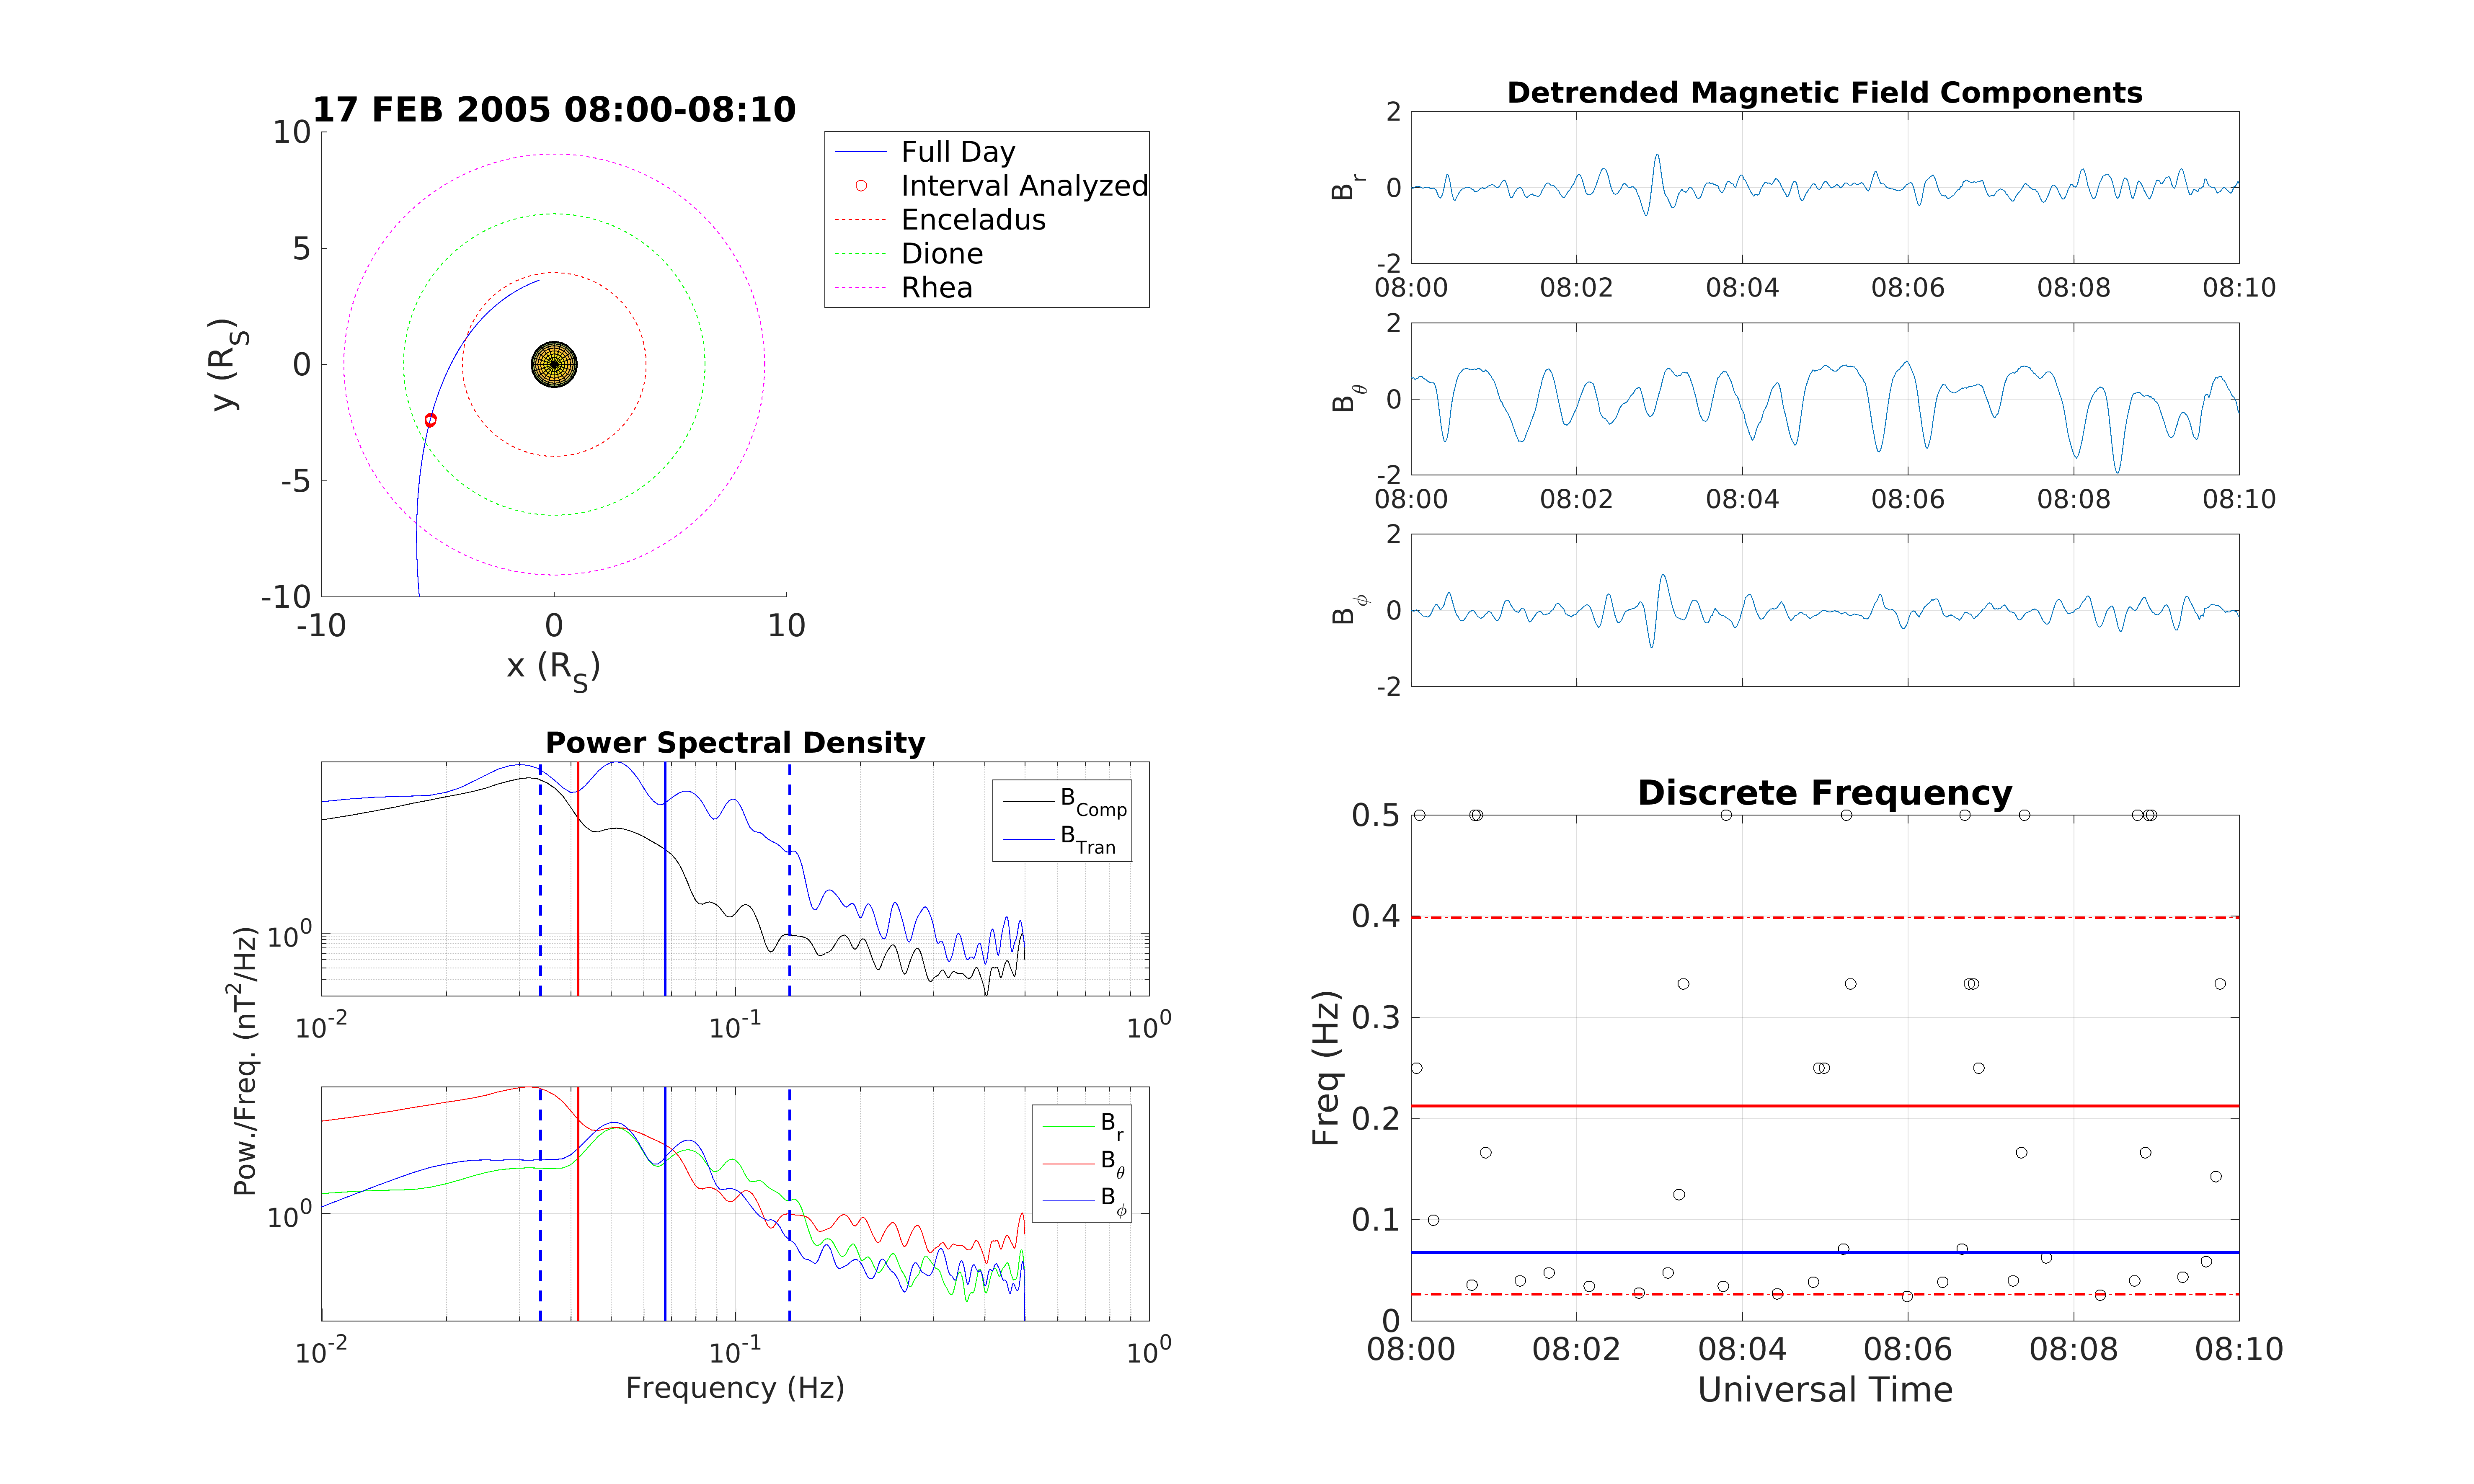 17 FEB 2005 08:00-08:10
10
5
0
-5
-10
y (R_S)
-10 0 10
x (R_S)
Full Day
Interval Analyzed
Enceladus
Dione
Rhea
Detrended Magnetic Field Components
2
0
-2
B_r
08:00 08:02 08:04 08:06 08:08 08:10
2
0
-2
B_θ
08:00 08:02 08:04 08:06 08:08 08:10
2
0
-2
B_ϕ
Power Spectral Density
10^0
B_Comp
B_Tran
10^-2 10^-1 10^0
Pow./Freq. (nT^2/Hz)
10^0
B_r
B_θ
B_ϕ
10^-2 10^-1 10^0
Frequency (Hz)
Discrete Frequency
0.5
0.4
0.3
0.2
0.1
0
Freq (Hz)
08:00 08:02 08:04 08:06 08:08 08:10
Universal Time